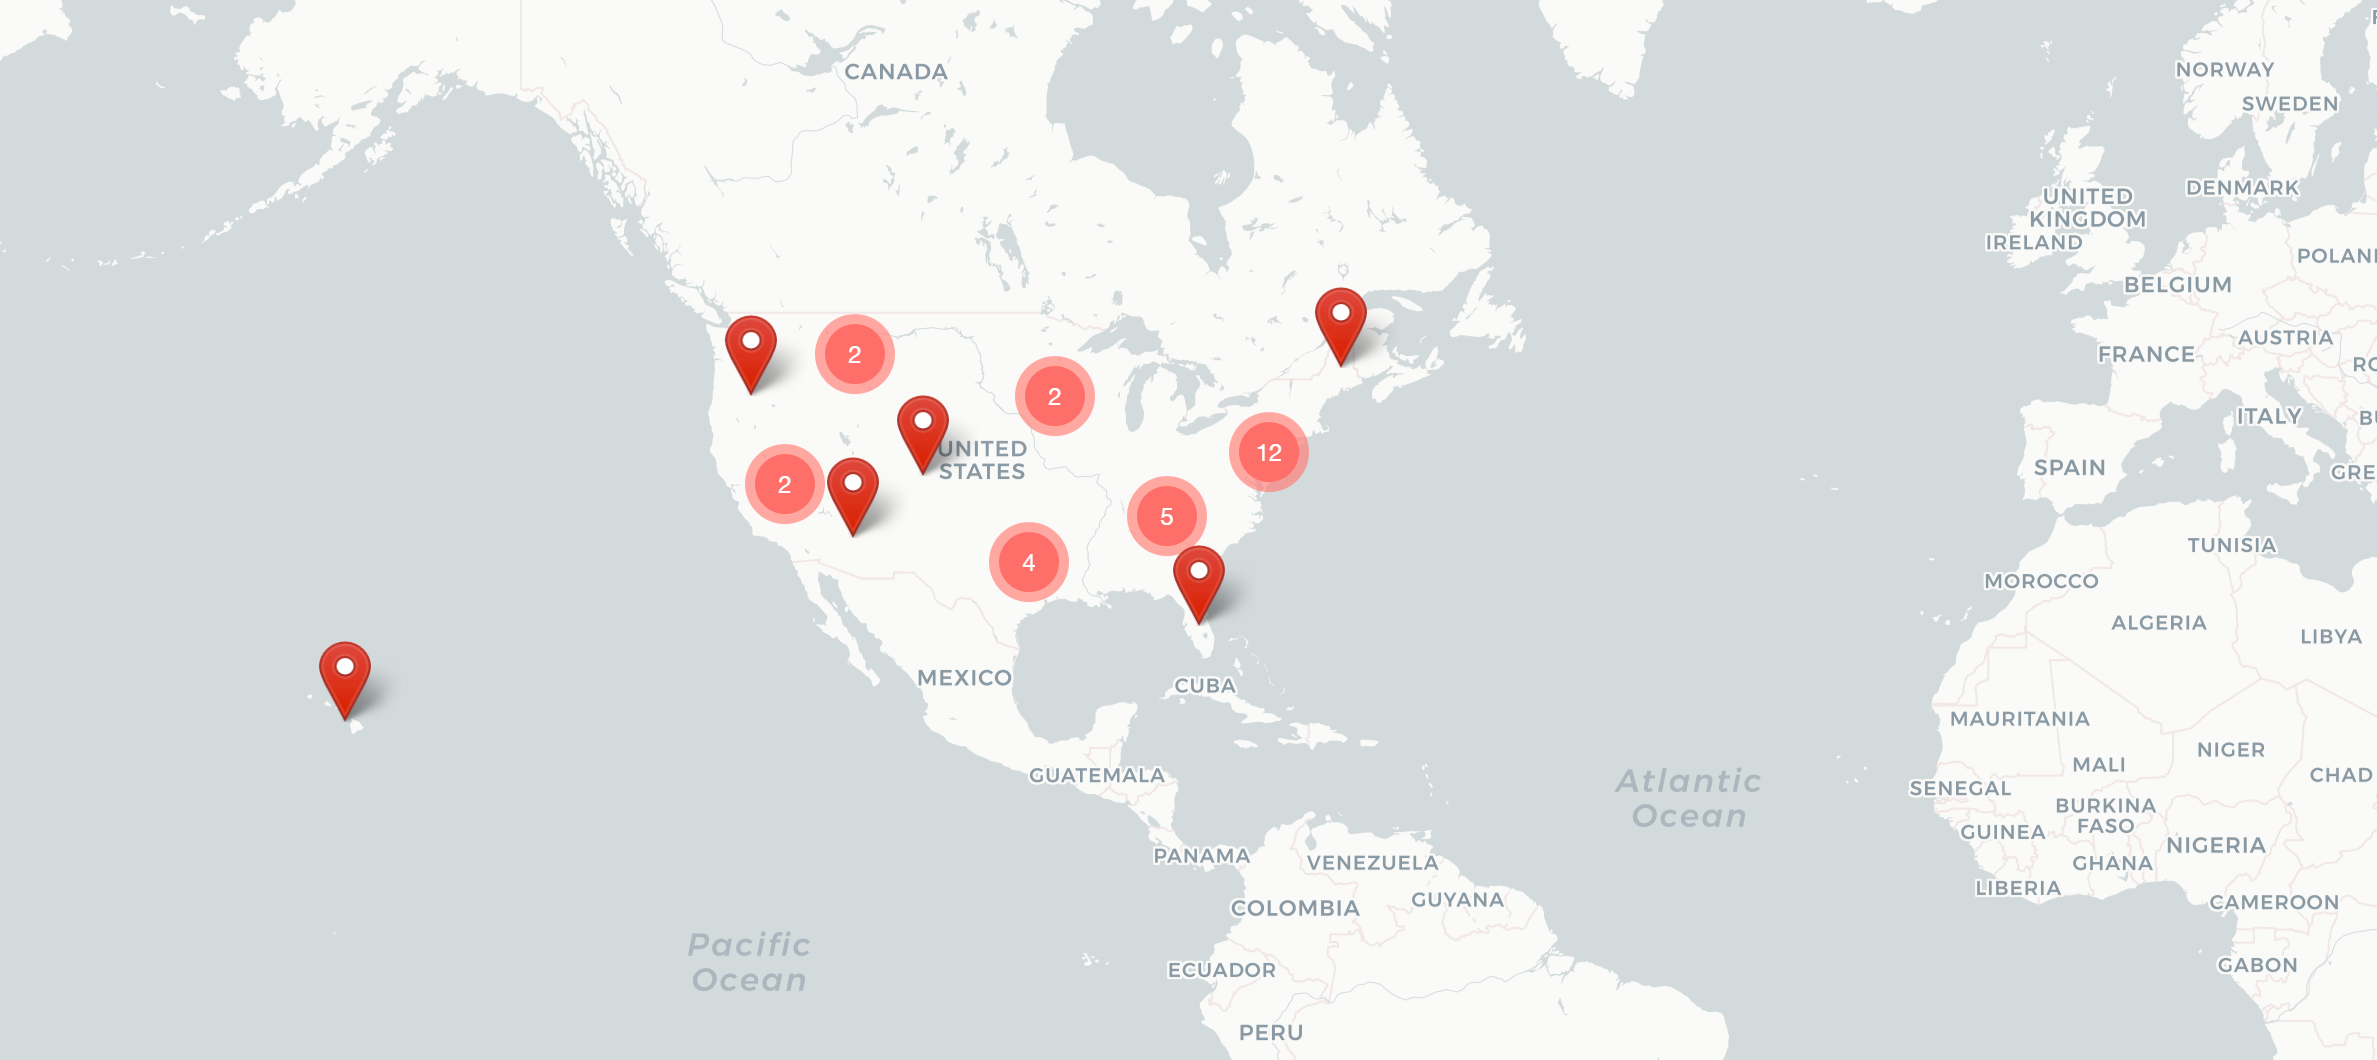 CANADA
NORWAY
SWEDEN
DENMARK
UNITED
KINGDOM
IRELAND
POLAN
BELGIUM
AUSTRIA
FRANCE
RO
ITALY
BU
SPAIN
GRE
2
2
12
UNITED
STATES
2
5
4
TUNISIA
MOROCCO
ALGERIA
LIBYA
MEXICO
CUBA
MAURITANIA
NIGER
MALI
CHAD
GUATEMALA
Atlantic
Ocean
SENEGAL
BURKINA
FASO
GUINEA
NIGERIA
PANAMA
VENEZUELA
GHANA
LIBERIA
GUYANA
COLOMBIA
CAMEROON
Pacific
Ocean
ECUADOR
GABON
PERU